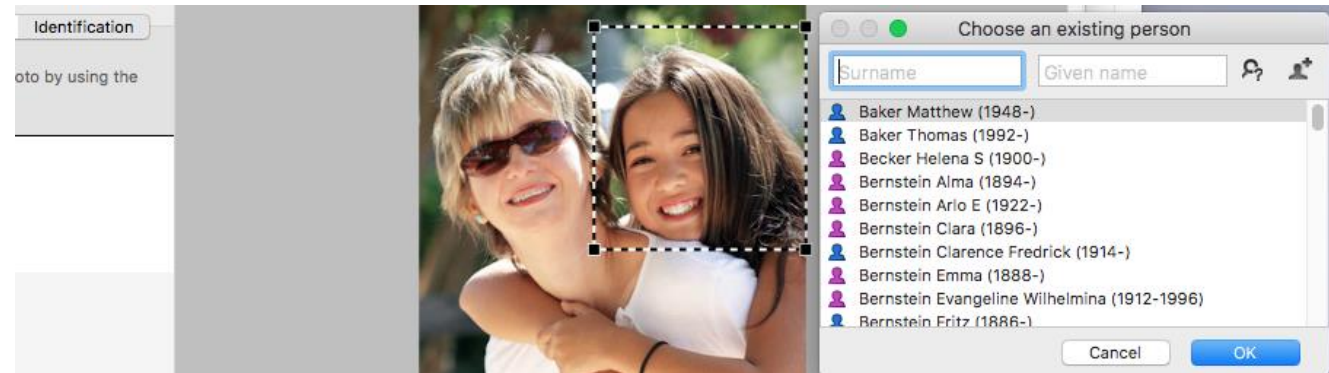 Identification
oto by using the
Choose an existing person
Surname
Given name
Baker Matthew (1948-)
Baker Thomas (1992-)
Becker Helena S (1900-)
Bernstein Alma (1894-)
Bernstein Arlo E (1922-)
Bernstein Clara (1896-)
Bernstein Clarence Fredrick (1914-)
Bernstein Emma (1888-)
Bernstein Evangeline Wilhelmina (1912-1996)
Bernstein Fritz (1886-)
Cancel
OK